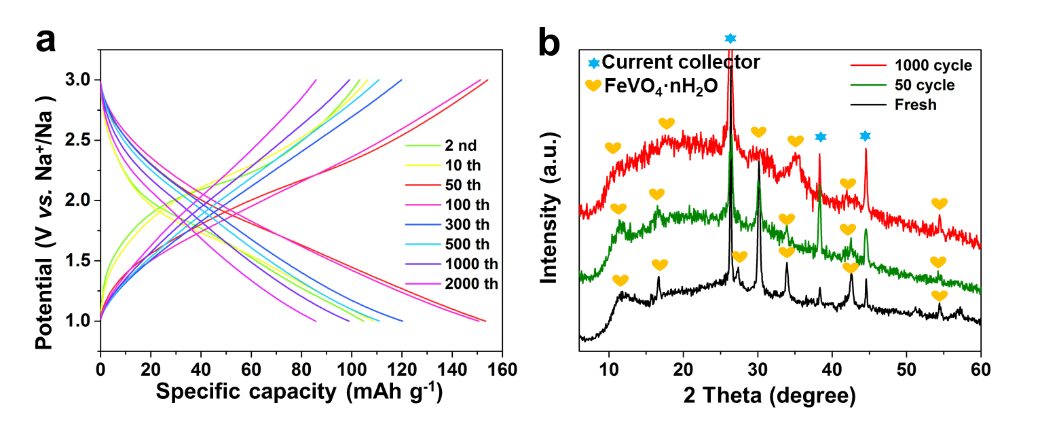 a
Potential (V vs. Na⁺/Na )
3.0
2.5
2.0
1.5
1.0
0
20
40
60
80
100
120
140
160
Specific capacity (mAh g⁻¹)
2 nd
10 th
50 th
100 th
300 th
500 th
1000 th
2000 th
b
Intensity (a.u.)
Current collector
FeVO₄·nH₂O
1000 cycle
50 cycle
Fresh
10
20
30
40
50
60
2 Theta (degree)